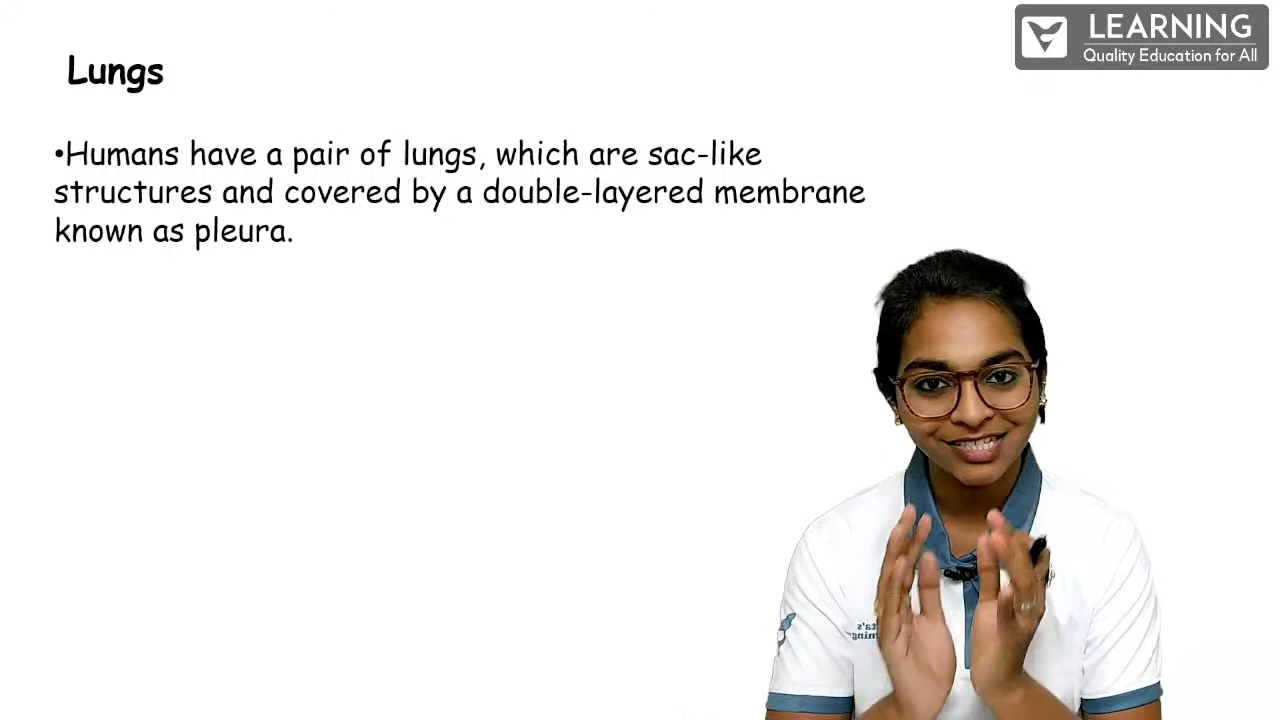 LEARNING
Quality Education for All
Lungs
•Humans have a pair of lungs, which are sac-like
structures and covered by a double-layered membrane
known as pleura.